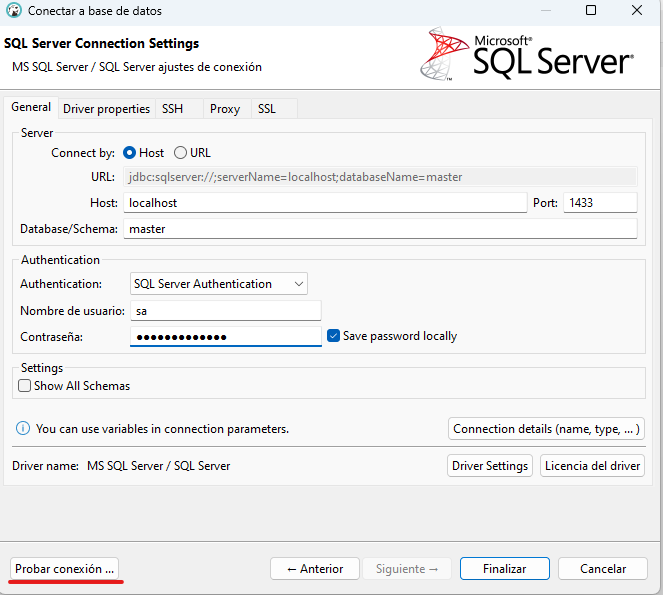 Conectar a base de datos
SQL Server Connection Settings
MS SQL Server / SQL Server ajustes de conexión
Microsoft®
SQL Server®
General Driver properties SSH Proxy SSL
Server
Connect by: Host URL
URL: jdbc:sqlserver://;serverName=localhost;databaseName=master
Host: localhost Port: 1433
Database/Schema: master
Authentication
Authentication: SQL Server Authentication
Nombre de usuario: sa
Contraseña: ●●●●●●●●●●●●● Save password locally
Settings
Show All Schemas
You can use variables in connection parameters. Connection details (name, type, ... )
Driver name: MS SQL Server / SQL Server Driver Settings Licencia del driver
Probar conexión ... ← Anterior Siguiente → Finalizar Cancelar